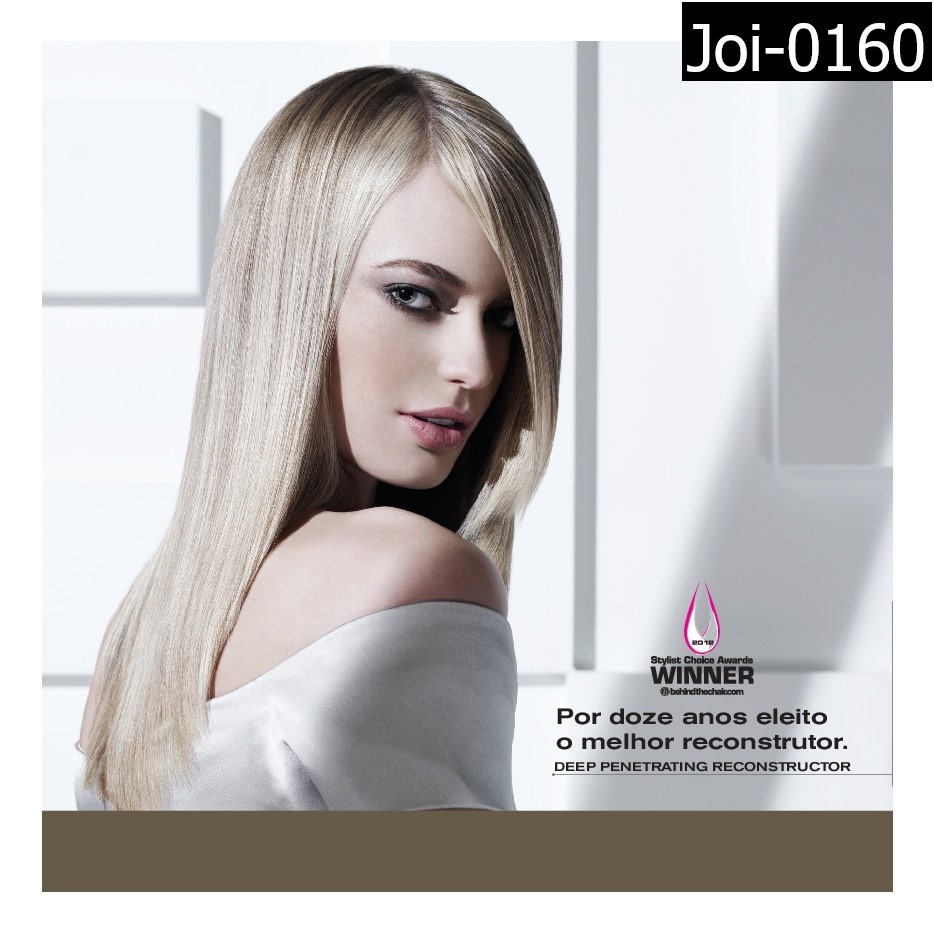 Joi-0160
2012
Stylist Choice Awards
WINNER
@behindthechair.com
Por doze anos eleito
o melhor reconstrutor.
DEEP PENETRATING RECONSTRUCTOR